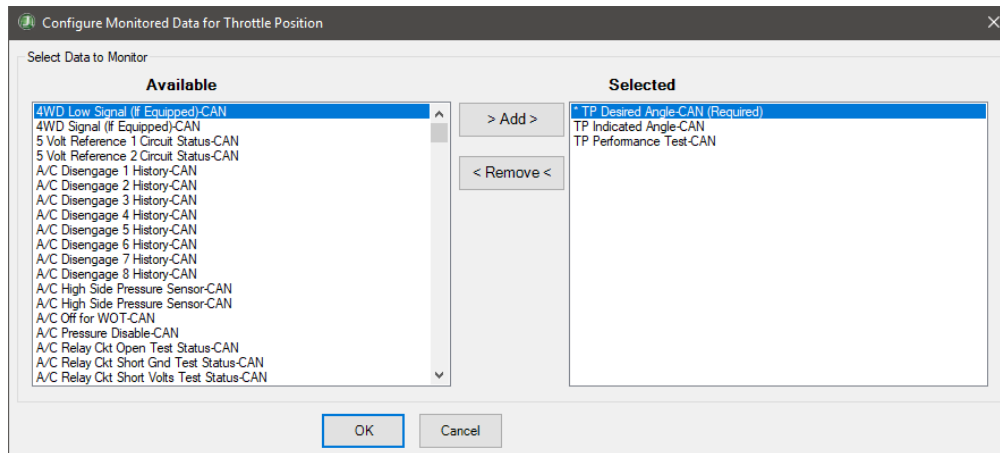 Configure Monitored Data for Throttle Position
Select Data to Monitor
Available
4WD Low Signal (If Equipped)-CAN
4WD Signal (If Equipped)-CAN
5 Volt Reference 1 Circuit Status-CAN
5 Volt Reference 2 Circuit Status-CAN
A/C Disengage 1 History-CAN
A/C Disengage 2 History-CAN
A/C Disengage 3 History-CAN
A/C Disengage 4 History-CAN
A/C Disengage 5 History-CAN
A/C Disengage 6 History-CAN
A/C Disengage 7 History-CAN
A/C Disengage 8 History-CAN
A/C High Side Pressure Sensor-CAN
A/C High Side Pressure Sensor-CAN
A/C Off for WOT-CAN
A/C Pressure Disable-CAN
A/C Relay Ckt Open Test Status-CAN
A/C Relay Ckt Short Gnd Test Status-CAN
A/C Relay Ckt Short Volts Test Status-CAN
> Add >
< Remove <
Selected
* TP Desired Angle-CAN (Required)
TP Indicated Angle-CAN
TP Performance Test-CAN
OK
Cancel